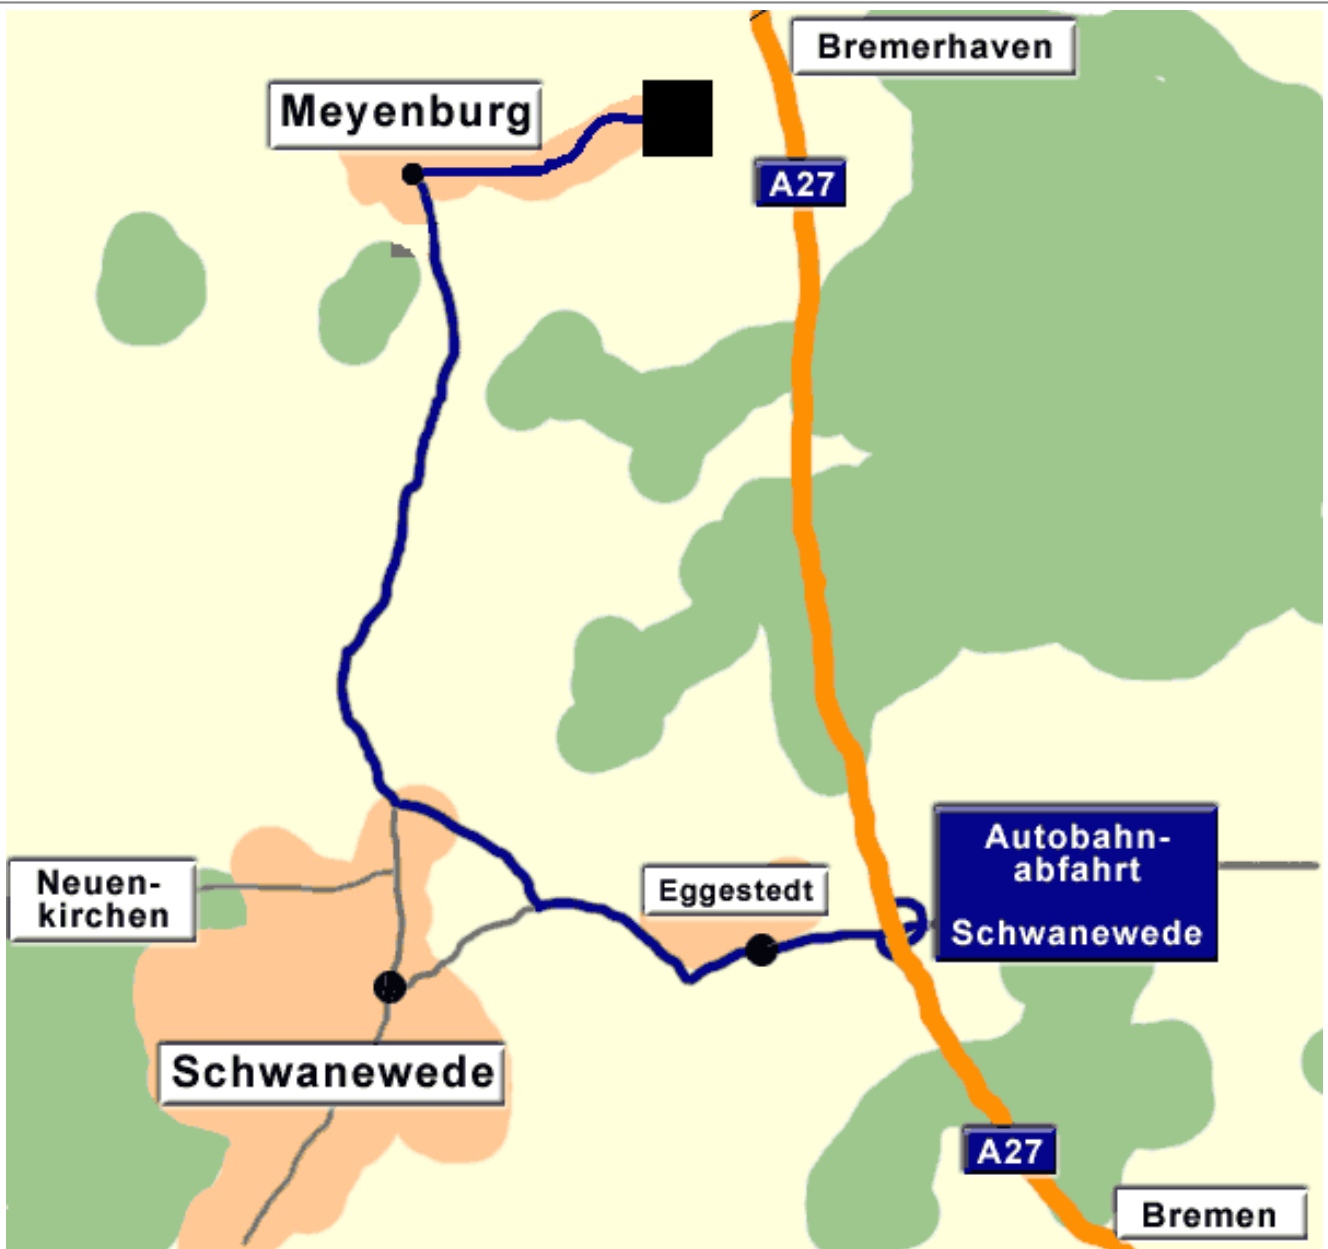 Bremerhaven
Meyenburg
A27
Autobahn-
abfahrt
Schwanewede
Neuen-
kirchen
Eggestedt
Schwanewede
A27
Bremen